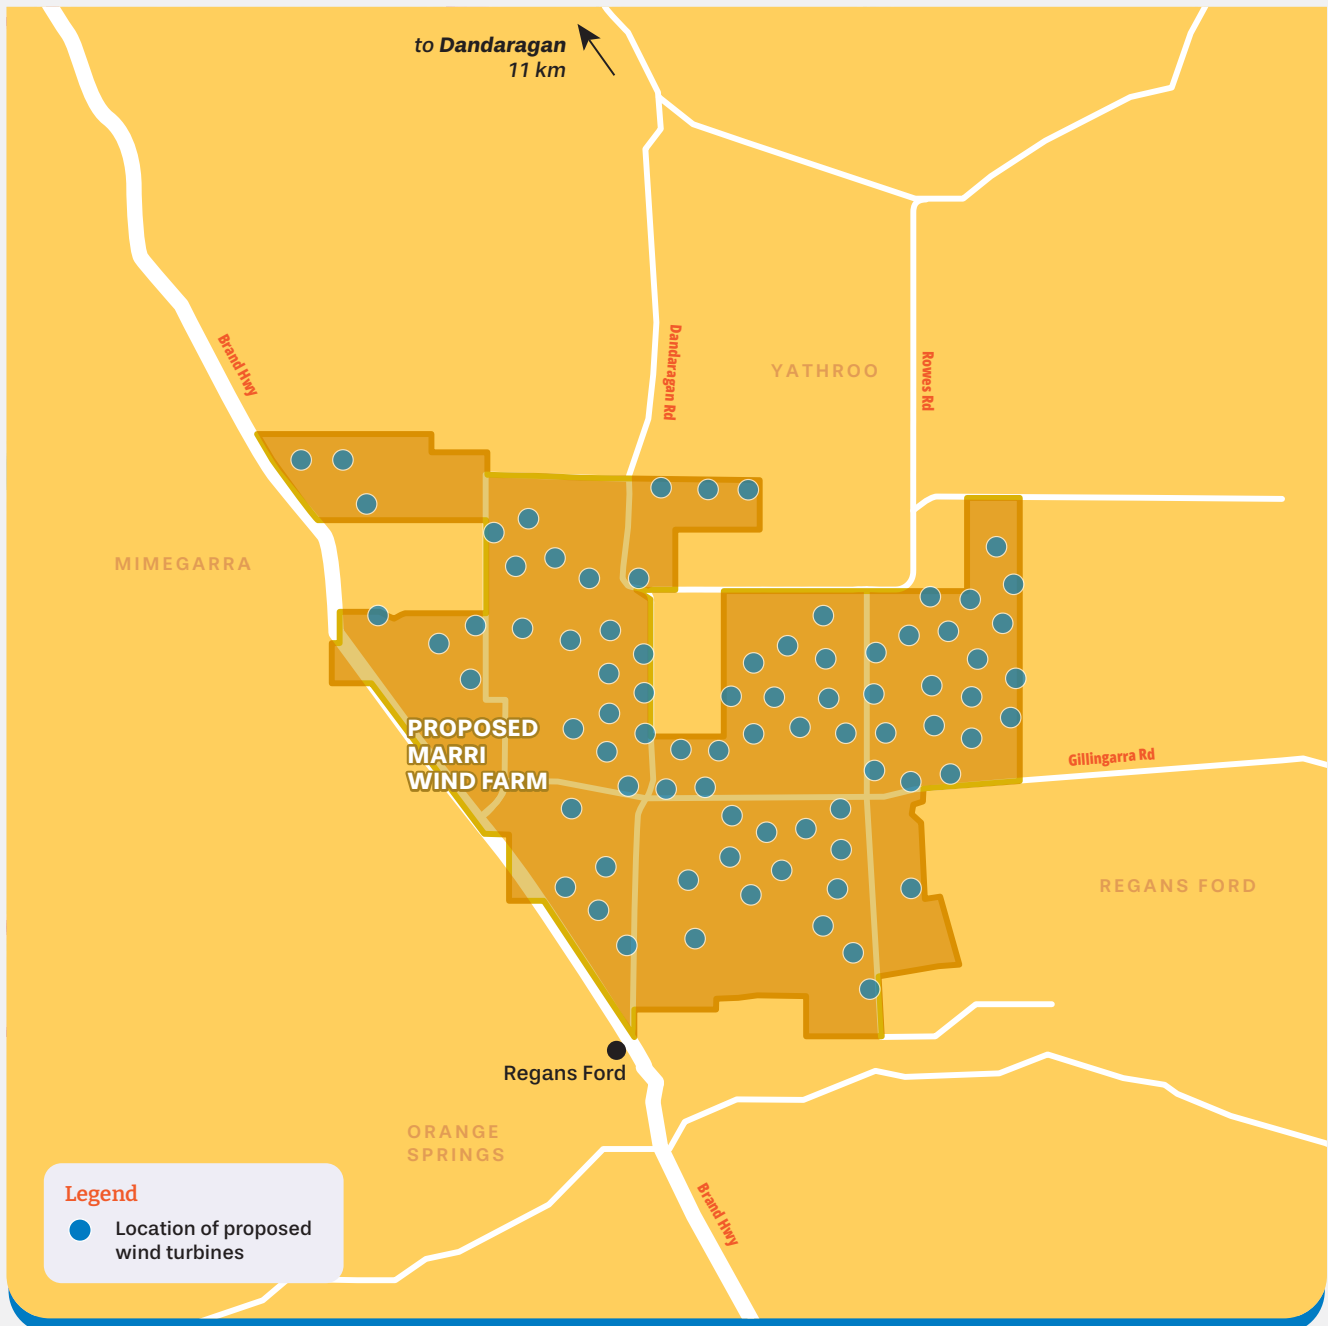 to Dandaragan
11 km
Brand Hwy
Dandaragan Rd
YATHROO
Rowes Rd
MIMEGARRA
PROPOSED
MARRI
WIND FARM
Gillingarra Rd
REGANS FORD
Regans Ford
ORANGE
SPRINGS
Brand Hwy
Legend
Location of proposed
wind turbines